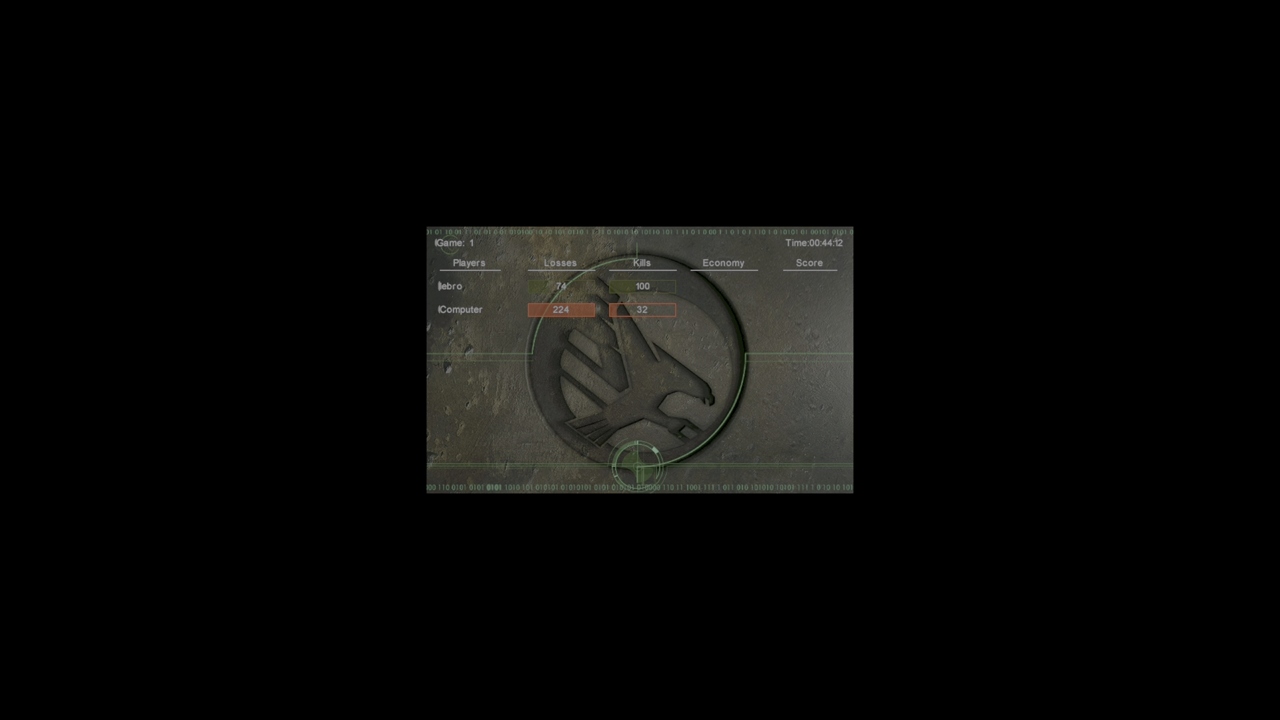 Game: 1 Time:00:44:12
Players Losses Kills Economy Score
lebro 74 100
Computer 224 32